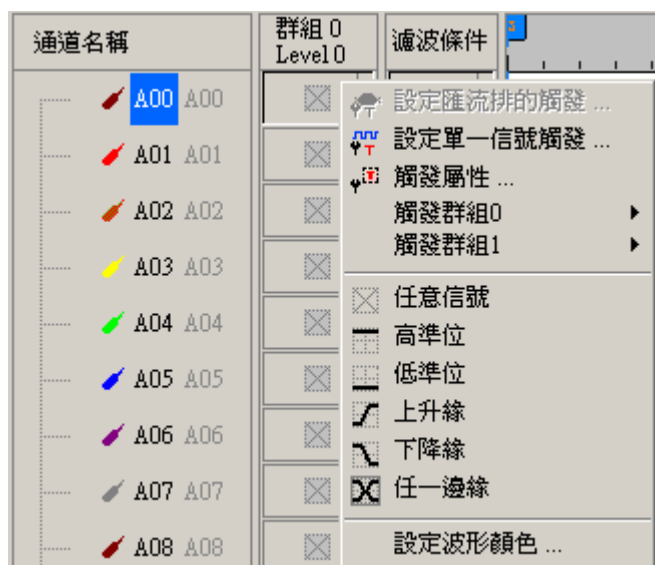 通道名稱
群組 0
Level 0
濾波條件
A00 A00
A01 A01
A02 A02
A03 A03
A04 A04
A05 A05
A06 A06
A07 A07
A08 A08
設定匯流排的觸發 ...
設定單一信號觸發 ...
觸發屬性 ...
觸發群組0
觸發群組1
任意信號
高準位
低準位
上升緣
下降緣
任一邊緣
設定波形顏色 ...